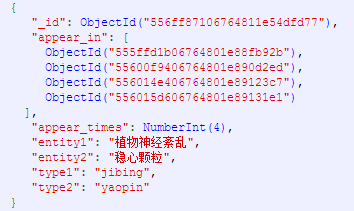 {
"_id": ObjectId("556ff87106764811e54dfd77"),
"appear_in": [
ObjectId("555ffd1b06764801e88fb92b"),
ObjectId("55600f9406764801e890d2ed"),
ObjectId("556014e406764801e89123c7"),
ObjectId("556015d606764801e89131e1")
],
"appear_times": NumberInt(4),
"entity1": "植物神经紊乱",
"entity2": "稳心颗粒",
"type1": "jibing",
"type2": "yaopin"
}